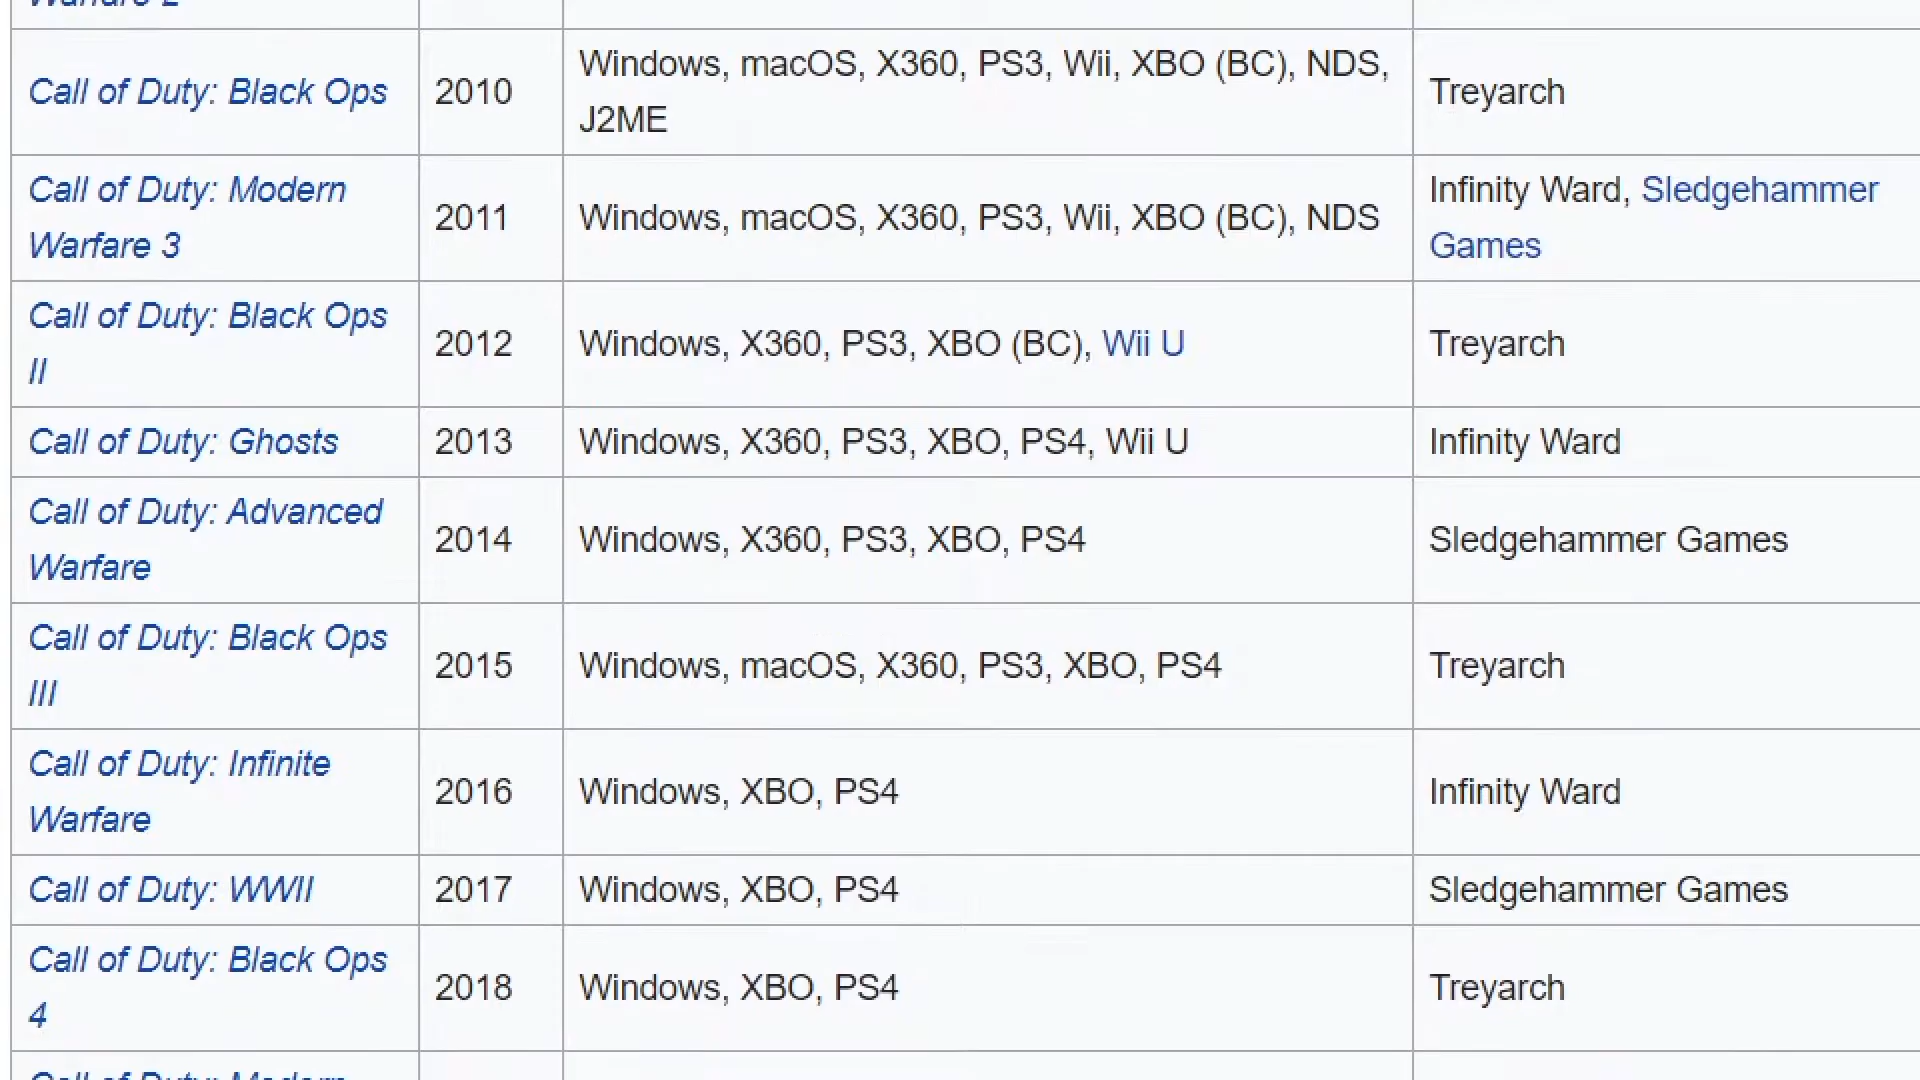 Warfare 2
Call of Duty: Black Ops
2010
Windows, macOS, X360, PS3, Wii, XBO (BC), NDS,
J2ME
Treyarch
Call of Duty: Modern
Warfare 3
2011
Windows, macOS, X360, PS3, Wii, XBO (BC), NDS
Infinity Ward, Sledgehammer
Games
Call of Duty: Black Ops
II
2012
Windows, X360, PS3, XBO (BC), Wii U
Treyarch
Call of Duty: Ghosts
2013
Windows, X360, PS3, XBO, PS4, Wii U
Infinity Ward
Call of Duty: Advanced
Warfare
2014
Windows, X360, PS3, XBO, PS4
Sledgehammer Games
Call of Duty: Black Ops
III
2015
Windows, macOS, X360, PS3, XBO, PS4
Treyarch
Call of Duty: Infinite
Warfare
2016
Windows, XBO, PS4
Infinity Ward
Call of Duty: WWII
2017
Windows, XBO, PS4
Sledgehammer Games
Call of Duty: Black Ops
4
2018
Windows, XBO, PS4
Treyarch
Call of Duty: Modern